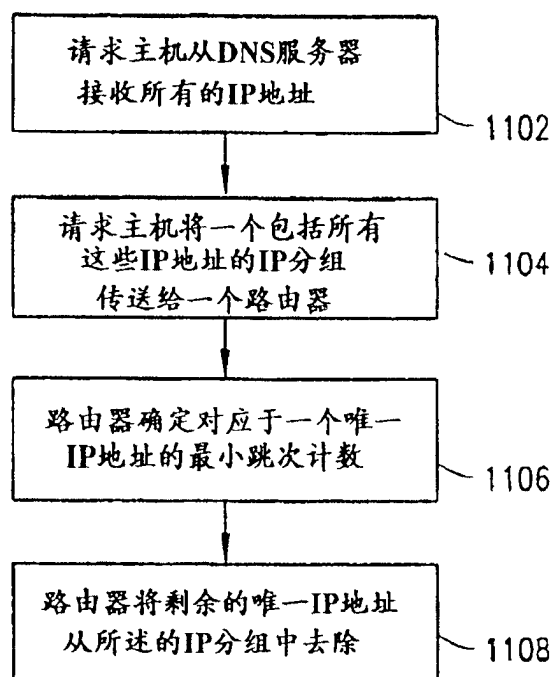 请求主机从DNS服务器
接收所有的IP地址
1102
请求主机将一个包括所有
这些IP地址的IP分组
传送给一个路由器
1104
路由器确定对应于一个唯一
IP地址的最小跳次计数
1106
路由器将剩余的唯一IP地址
从所述的IP分组中去除
1108